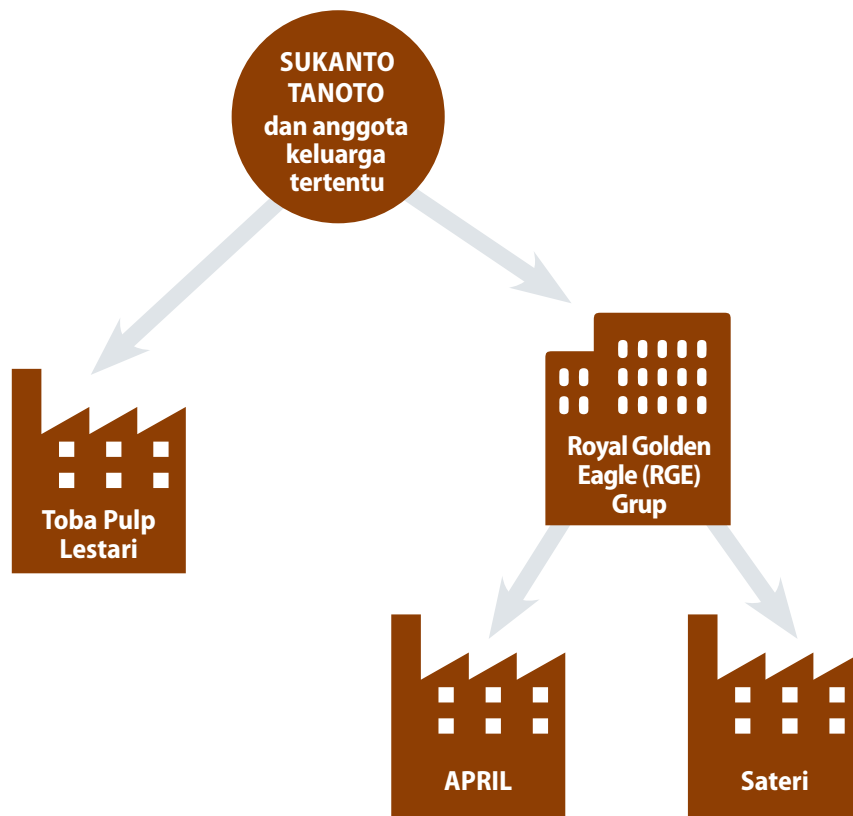 SUKANTO
TANOTO
dan anggota
keluarga
tertentu
Toba Pulp
Lestari
Royal Golden
Eagle (RGE)
Grup
APRIL
Sateri